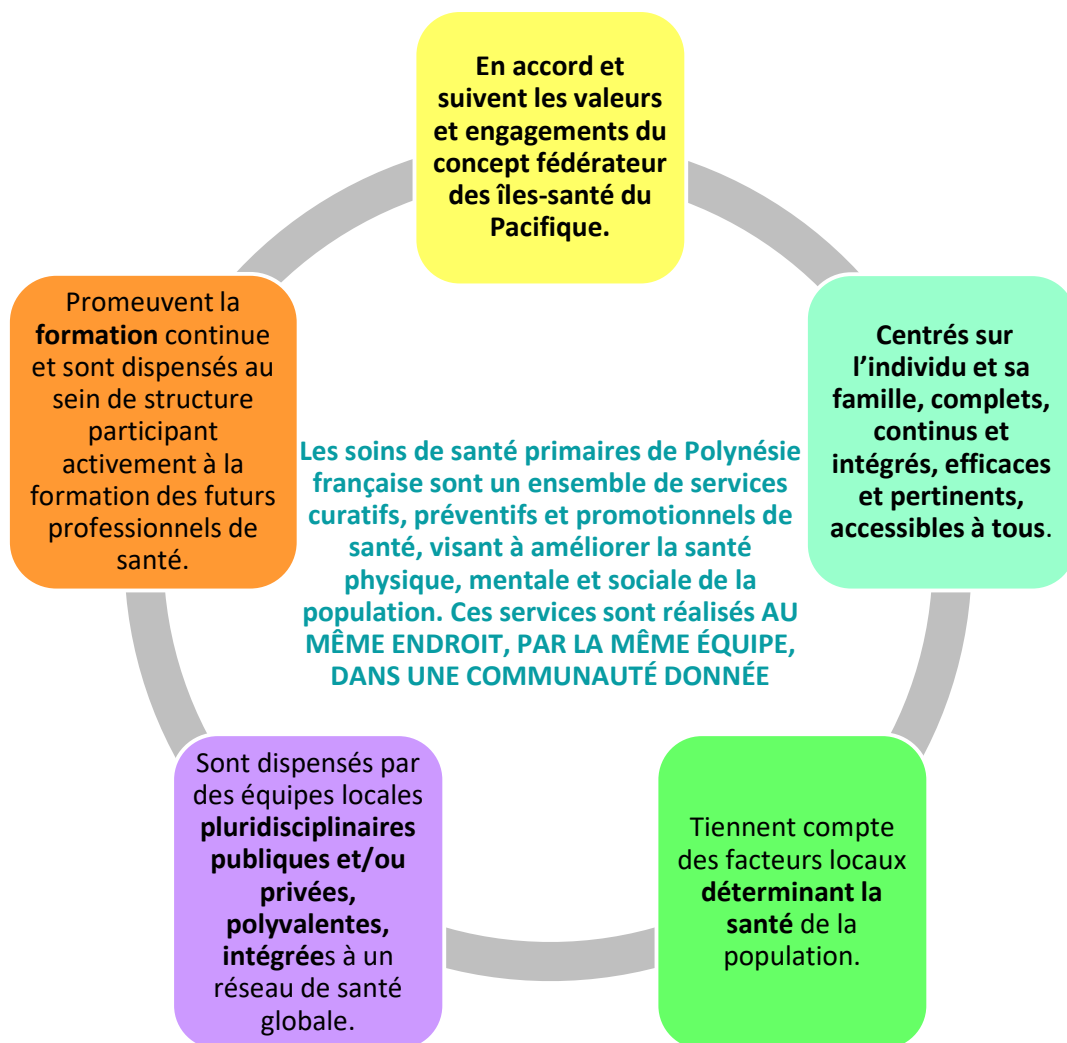 En accord et
suivent les valeurs
et engagements du
concept fédérateur
des îles-santé du
Pacifique.
Centrés sur
l’individu et sa
famille, complets,
continus et
intégrés, efficaces
et pertinents,
accessibles à tous.
Tiennent compte
des facteurs locaux
déterminant la
santé de la
population.
Sont dispensés par
des équipes locales
pluridisciplinaires
publiques et/ou
privées,
polyvalentes,
intégrées à un
réseau de santé
globale.
Promeuvent la
formation continue
et sont dispensés au
sein de structure
participant
activement à la
formation des futurs
professionnels de
santé.
Les soins de santé primaires de Polynésie
française sont un ensemble de services
curatifs, préventifs et promotionnels de
santé, visant à améliorer la santé
physique, mentale et sociale de la
population. Ces services sont réalisés AU
MÊME ENDROIT, PAR LA MÊME ÉQUIPE,
DANS UNE COMMUNAUTÉ DONNÉE